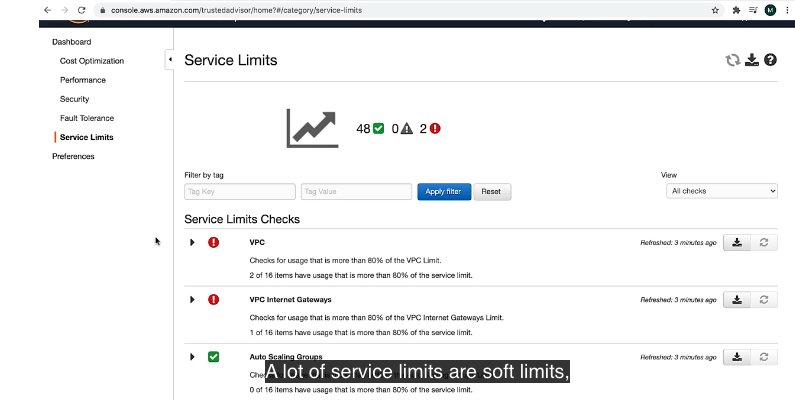 console.aws.amazon.com/trustedadvisor/home?#/category/service-limits
M
Dashboard
Cost Optimization
Performance
Security
Fault Tolerance
Service Limits
Preferences
Service Limits
48 0 2
Filter by tag
View
Tag Key
Tag Value
Apply filter
Reset
All checks
Service Limits Checks
VPC
Refreshed: 3 minutes ago
Checks for usage that is more than 80% of the VPC Limit.
2 of 16 items have usage that is more than 80% of the service limit.
VPC Internet Gateways
Refreshed: 3 minutes ago
Checks for usage that is more than 80% of the VPC Internet Gateways Limit.
1 of 16 items have usage that is more than 80% of the service limit.
Auto Scaling Groups
Refreshed: 3 minutes ago
A lot of service limits are soft limits,
0 of 16 items have usage that is more than 80% of the service limit.